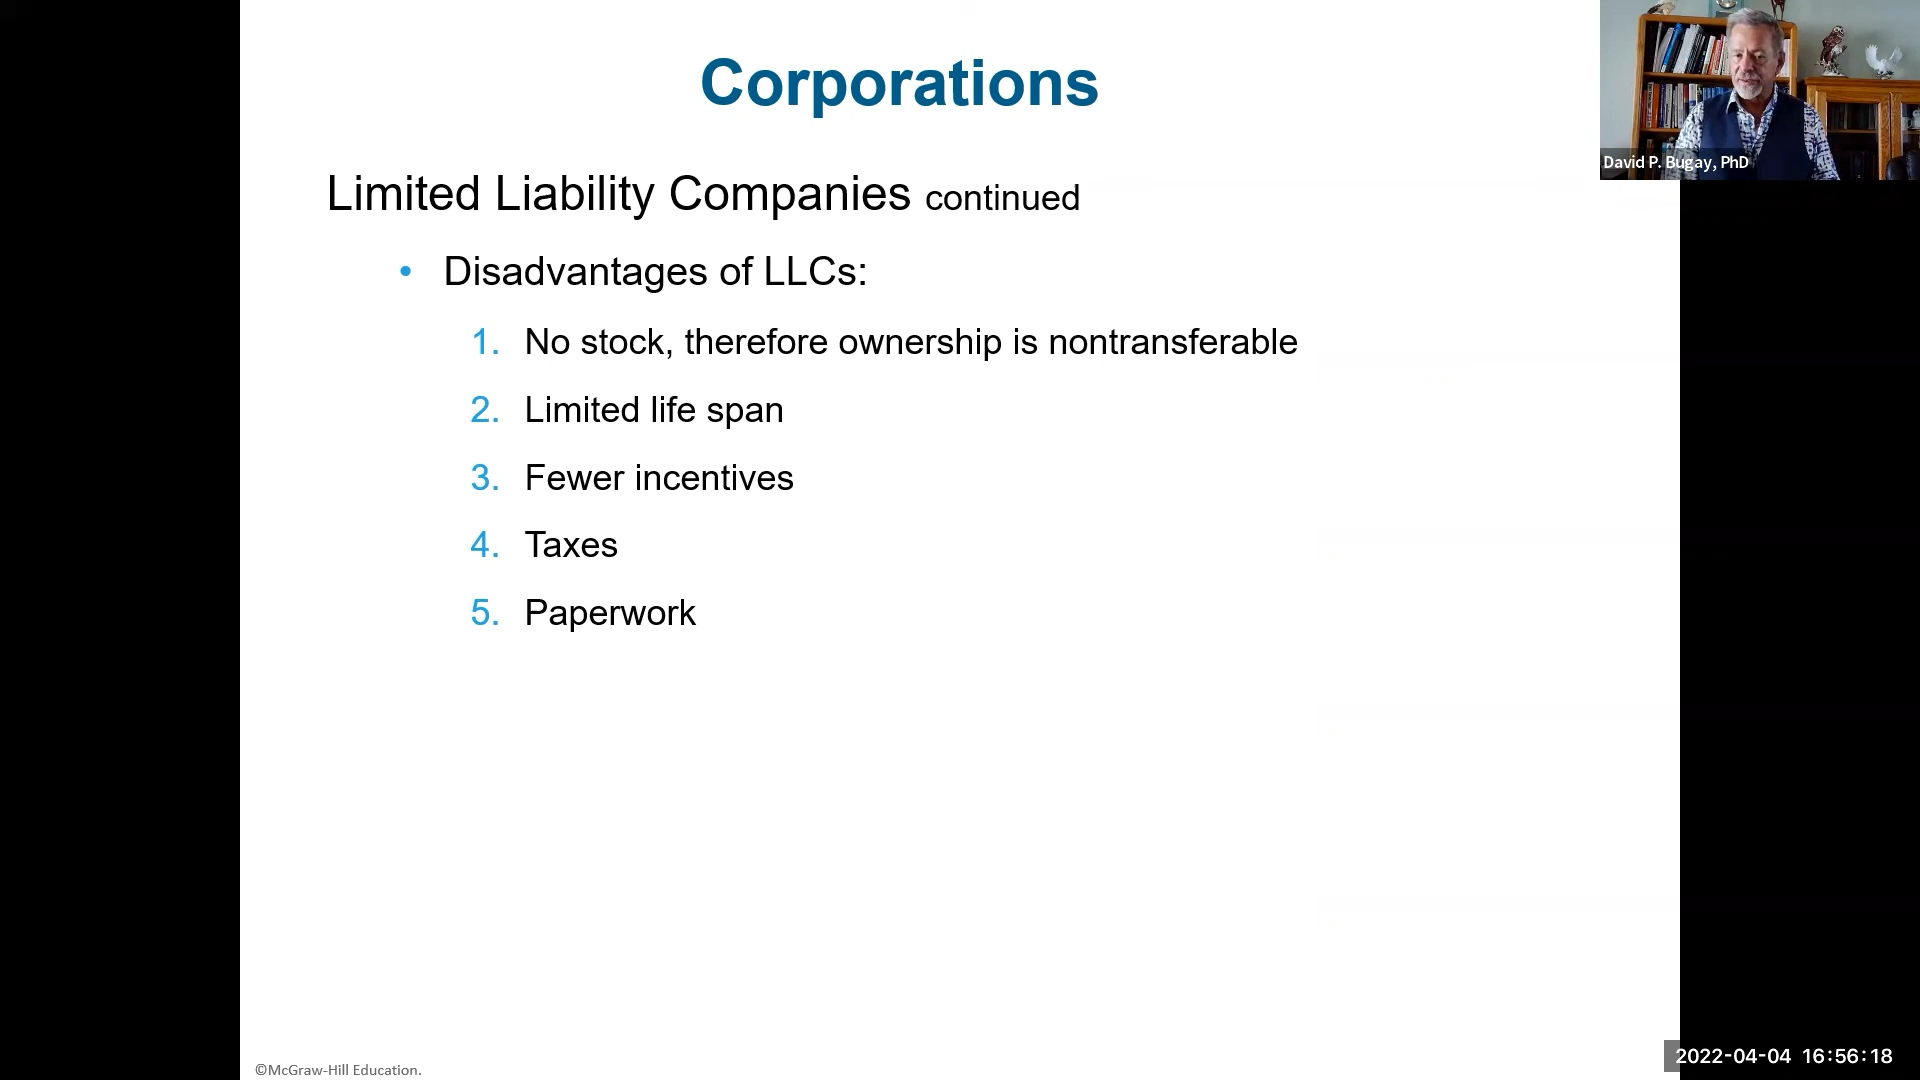 Corporations
David P. Bugay, PhD
Limited Liability Companies continued
• Disadvantages of LLCs:
1. No stock, therefore ownership is nontransferable
2. Limited life span
3. Fewer incentives
4. Taxes
5. Paperwork
©McGraw-Hill Education.
2022-04-04 16:56:18